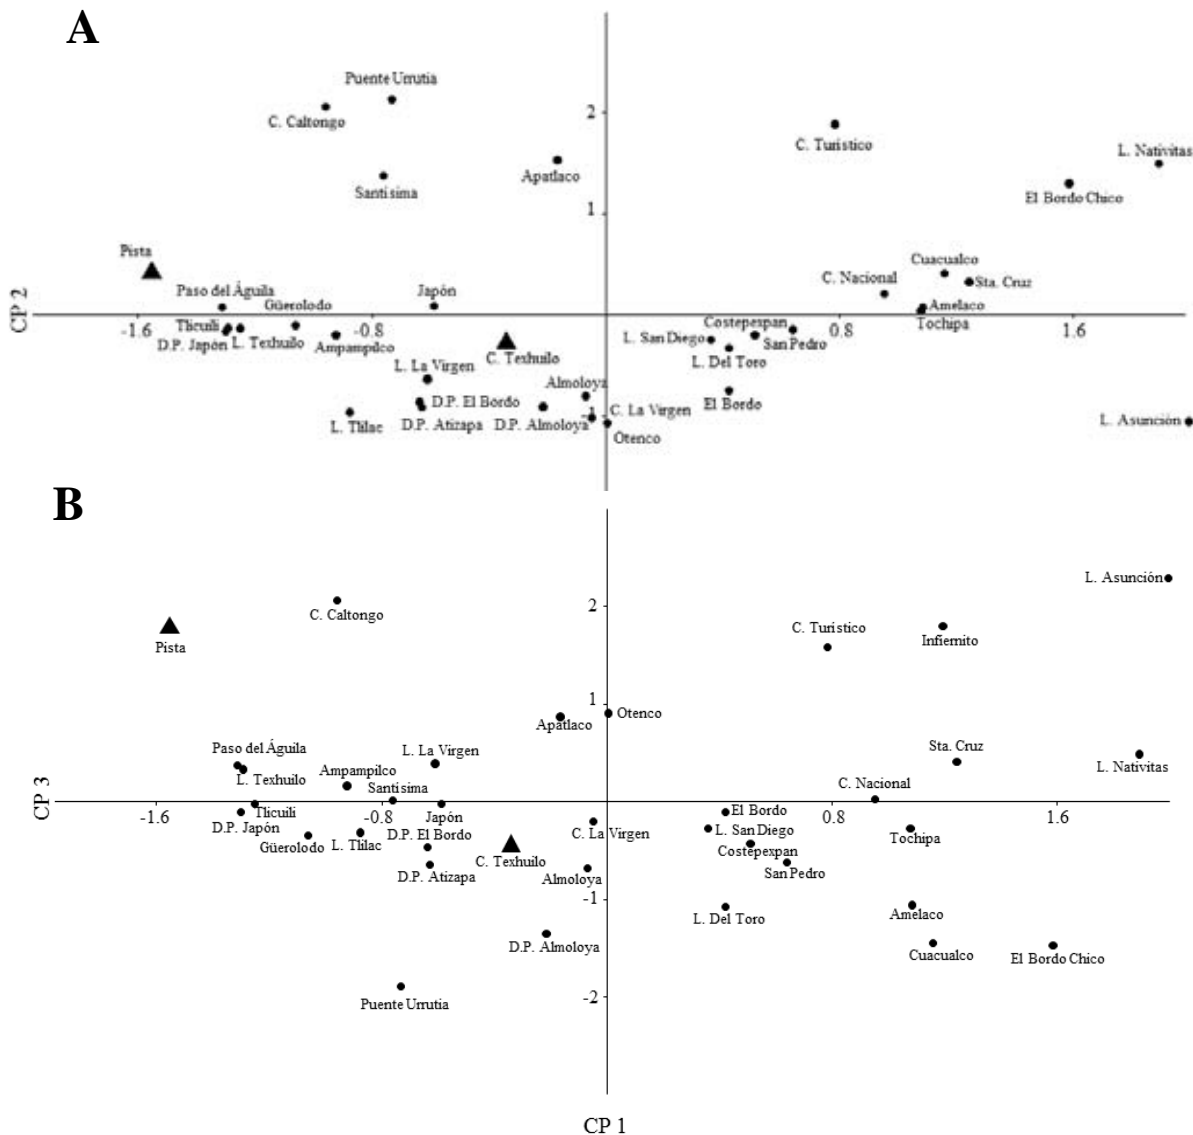 A
Puente Urrutia
C. Caltongo
2
C. Turístico
L. Nativitas
Apatlaco
Santísima
El Bordo Chico
1
Pista
Cuacualco
C. Nacional
Sta. Cruz
Paso del Águila
Japón
Güerolodo
Amelaco
CP 2
-1.6
Tlicuili
-0.8
Costepexpan
0.8
Tochipa
1.6
D.P. Japón
L. Texhuilo
Ampampilco
C. Texhuilo
L. San Diego
San Pedro
L. Del Toro
L. La Virgen
Almoloya
D.P. El Bordo
El Bordo
C. La Virgen
-1
L. Tlilac
D.P. Atizapa
D.P. Almoloya
L. Asunción
Otenco
B
L. Asunción
2
C. Caltongo
Pista
C. Turístico
Infiernito
1
Apatlaco
Otenco
Paso del Águila
L. La Virgen
Sta. Cruz
L. Texhuilo
Ampampilco
L. Nativitas
Santísima
C. Nacional
CP 3
-1.6
Tlicuili
-0.8
Japón
El Bordo
0.8
1.6
D.P. Japón
Güerolodo
L. Tlilac
D.P. El Bordo
C. La Virgen
L. San Diego
Tochipa
Costepexpan
C. Texhuilo
D.P. Atizapa
Almoloya
San Pedro
-1
L. Del Toro
Amelaco
D.P. Almoloya
Cuacualco
El Bordo Chico
-2
Puente Urrutia
CP 1